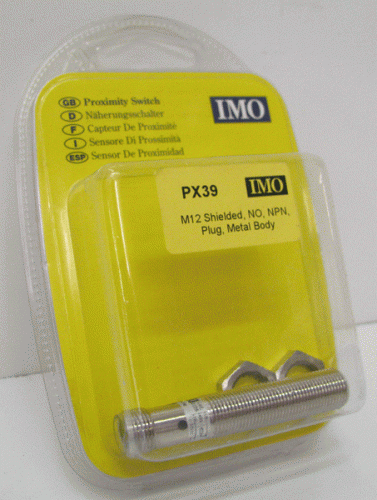 GB Proximity Switch
D Näherungsschalter
F Capteur De Proximité
I Sensore Di Prossimitá
ESP Sensor De Proximidad
IMO
PX39 IMO
M12 Shielded, NO, NPN,
Plug, Metal Body